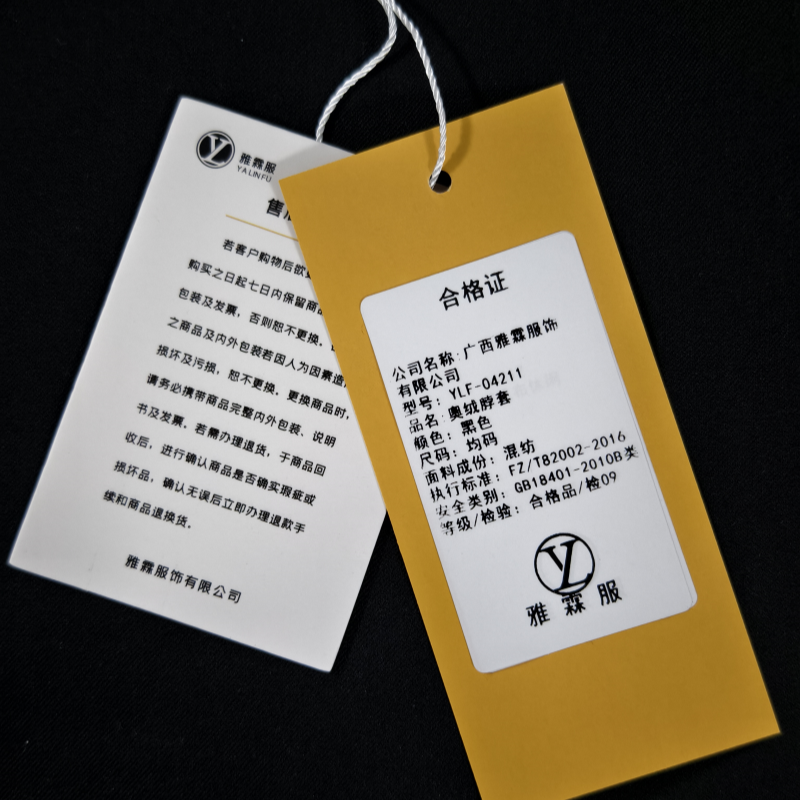 雅霖服
YALINFU
售
若客户购物后欲
购买之日起七日内保留商
包装及发票，否则恕不更换。
之商品及内外包装若因人为因素造
损坏及污损，恕不更换。更换商品时，
请务必携带商品完整内外包装、说明
书及发票。若需办理退货，于商品回
收后，进行确认商品是否确实瑕疵或
损坏品，确认无误后立即办理退款手
续和商品退换货。
雅霖服饰有限公司
合格证
公司名称：广西雅霖服饰
有限公司
型号：YLF-04211
品名：奥绒脖套
颜色：黑色
尺码：均码
面料成份：混纺
执行标准：FZ/T82002-2016
安全类别：GB18401-2010B类
等级/检验：合格品/检09
雅霖服